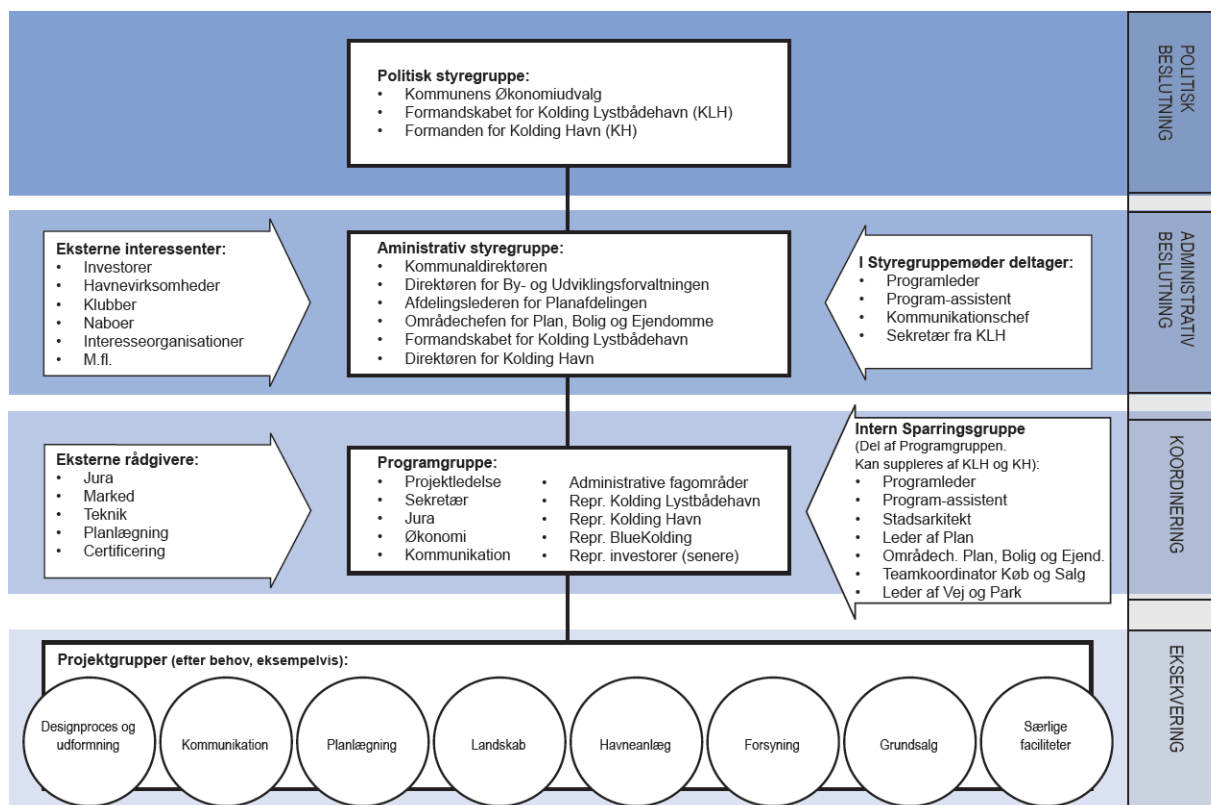 Politisk styregruppe:
• Kommunens Økonomiudvalg
• Formandskabet for Kolding Lystbådehavn (KLH)
• Formanden for Kolding Havn (KH)
POLITISK
BESLUTNING
Eksterne interessenter:
• Investorer
• Havnevirksomheder
• Klubber
• Naboer
• Interesseorganisationer
• M.fl.
Aministrativ styregruppe:
• Kommunaldirektøren
• Direktøren for By- og Udviklingsforvaltningen
• Afdelingslederen for Planafdelingen
• Områdechefen for Plan, Bolig og Ejendomme
• Formandskabet for Kolding Lystbådehavn
• Direktøren for Kolding Havn
I Styregruppemøder deltager:
• Programleder
• Program-assistent
• Kommunikationschef
• Sekretær fra KLH
ADMINISTRATIV
BESLUTNING
Eksterne rådgivere:
• Jura
• Marked
• Teknik
• Planlægning
• Certificering
Programgruppe:
• Projektledelse
• Sekretær
• Jura
• Økonomi
• Kommunikation
• Administrative fagområder
• Repr. Kolding Lystbådehavn
• Repr. Kolding Havn
• Repr. BlueKolding
• Repr. investorer (senere)
Intern Sparringsgruppe
(Del af Programgruppen.
Kan suppleres af KLH og KH):
• Programleder
• Program-assistent
• Stadsarkitekt
• Leder af Plan
• Områdech. Plan, Bolig og Ejend.
• Teamkoordinator Køb og Salg
• Leder af Vej og Park
KOORDINERING
Projektgrupper (efter behov, eksempelvis):
Designproces og
udformning
Kommunikation
Planlægning
Landskab
Havneanlæg
Forsyning
Grundsalg
Særlige
faciliteter
EKSEKVERING